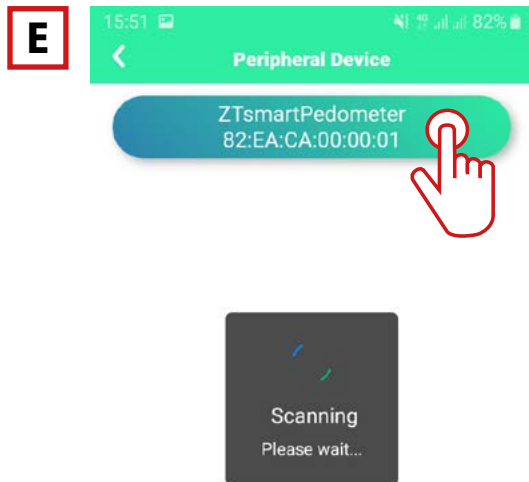 E
15:51 82%
Peripheral Device
ZTsmartPedometer
82:EA:CA:00:00:01
Scanning
Please wait...